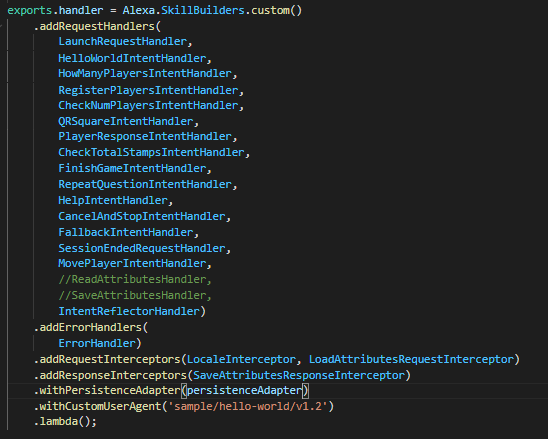 exports.handler = Alexa.SkillBuilders.custom()
.addRequestHandlers(
LaunchRequestHandler,
HelloWorldIntentHandler,
HowManyPlayersIntentHandler,
RegisterPlayersIntentHandler,
CheckNumPlayersIntentHandler,
QRSquareIntentHandler,
PlayerResponseIntentHandler,
CheckTotalStampsIntentHandler,
FinishGameIntentHandler,
RepeatQuestionIntentHandler,
HelpIntentHandler,
CancelAndStopIntentHandler,
FallbackIntentHandler,
SessionEndedRequestHandler,
MovePlayerIntentHandler,
//ReadAttributesHandler,
//SaveAttributesHandler,
IntentReflectorHandler)
.addErrorHandlers(
ErrorHandler)
.addRequestInterceptors(LocaleInterceptor, LoadAttributesRequestInterceptor)
.addResponseInterceptors(SaveAttributesResponseInterceptor)
.withPersistenceAdapter(persistenceAdapter)
.withCustomUserAgent('sample/hello-world/v1.2')
.lambda();